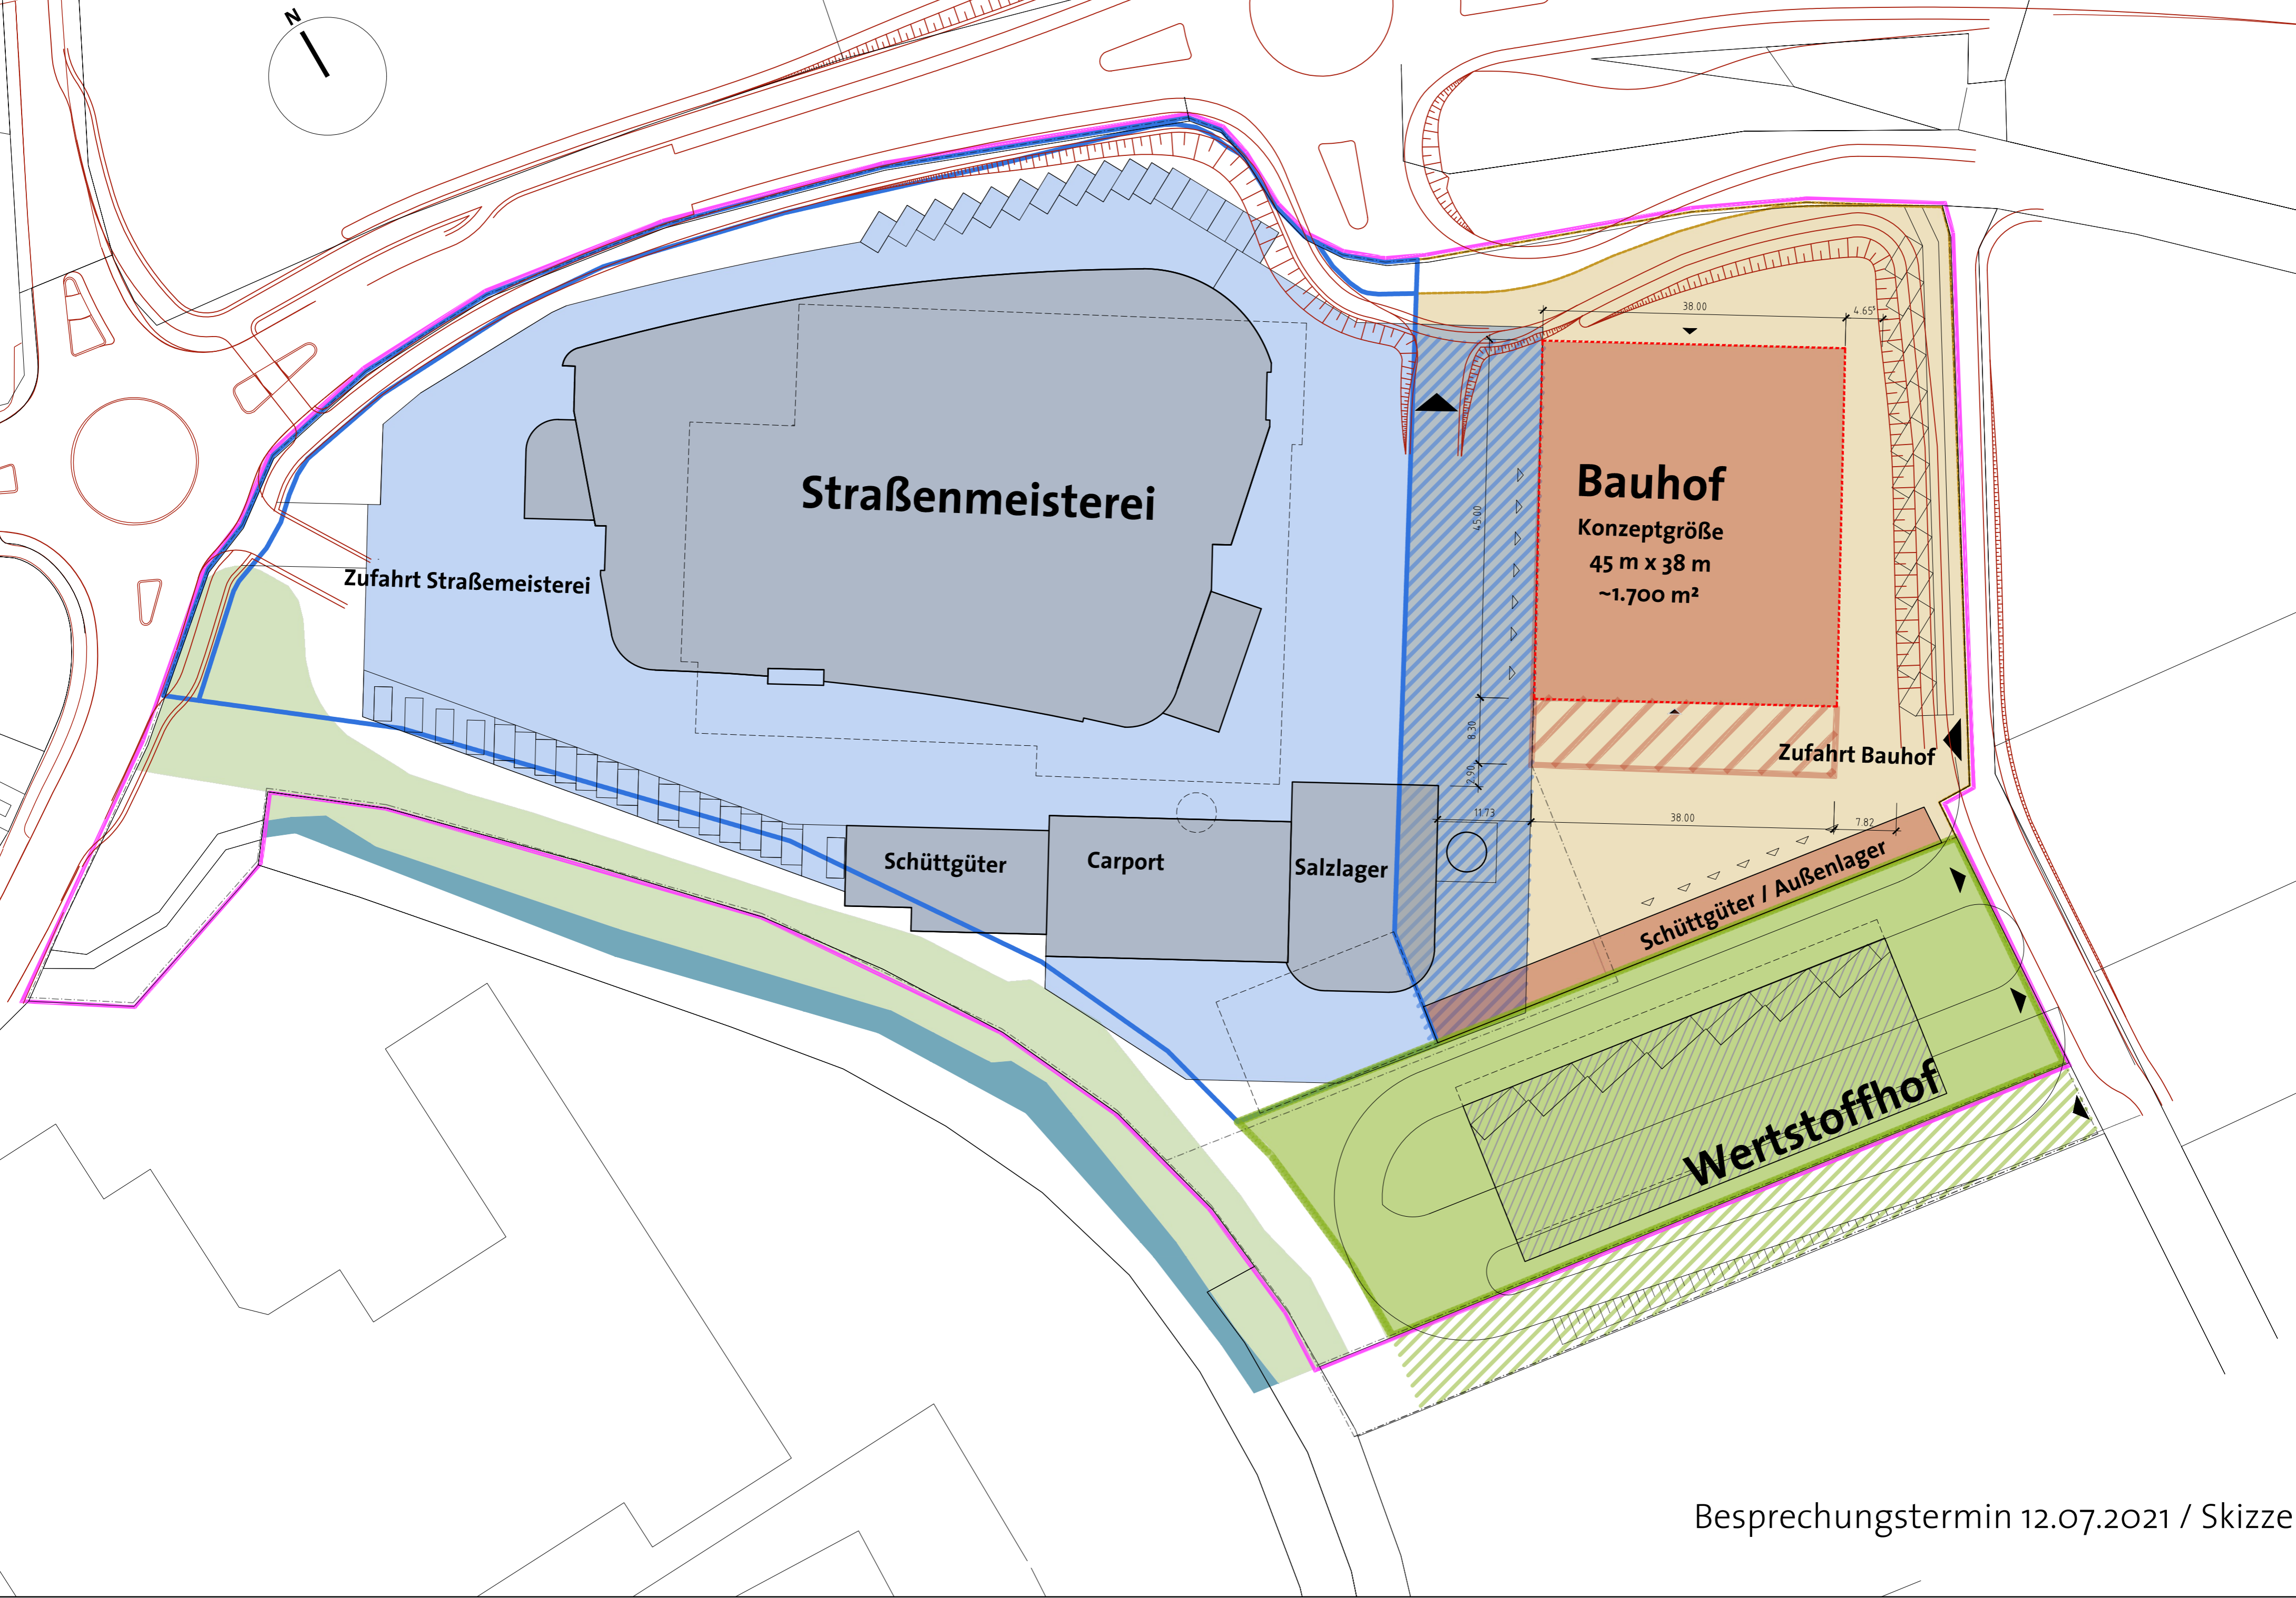 N
38.00
4.65⁵
Straßenmeisterei
Bauhof
Konzeptgröße
45 m x 38 m
~1.700 m²
45.00
Zufahrt Straßemeisterei
8.30
2.90
Zufahrt Bauhof
11.73
38.00
7.82
Schüttgüter
Carport
Salzlager
Schüttgüter / Außenlager
Wertstoffhof
Besprechungstermin 12.07.2021 / Skizze